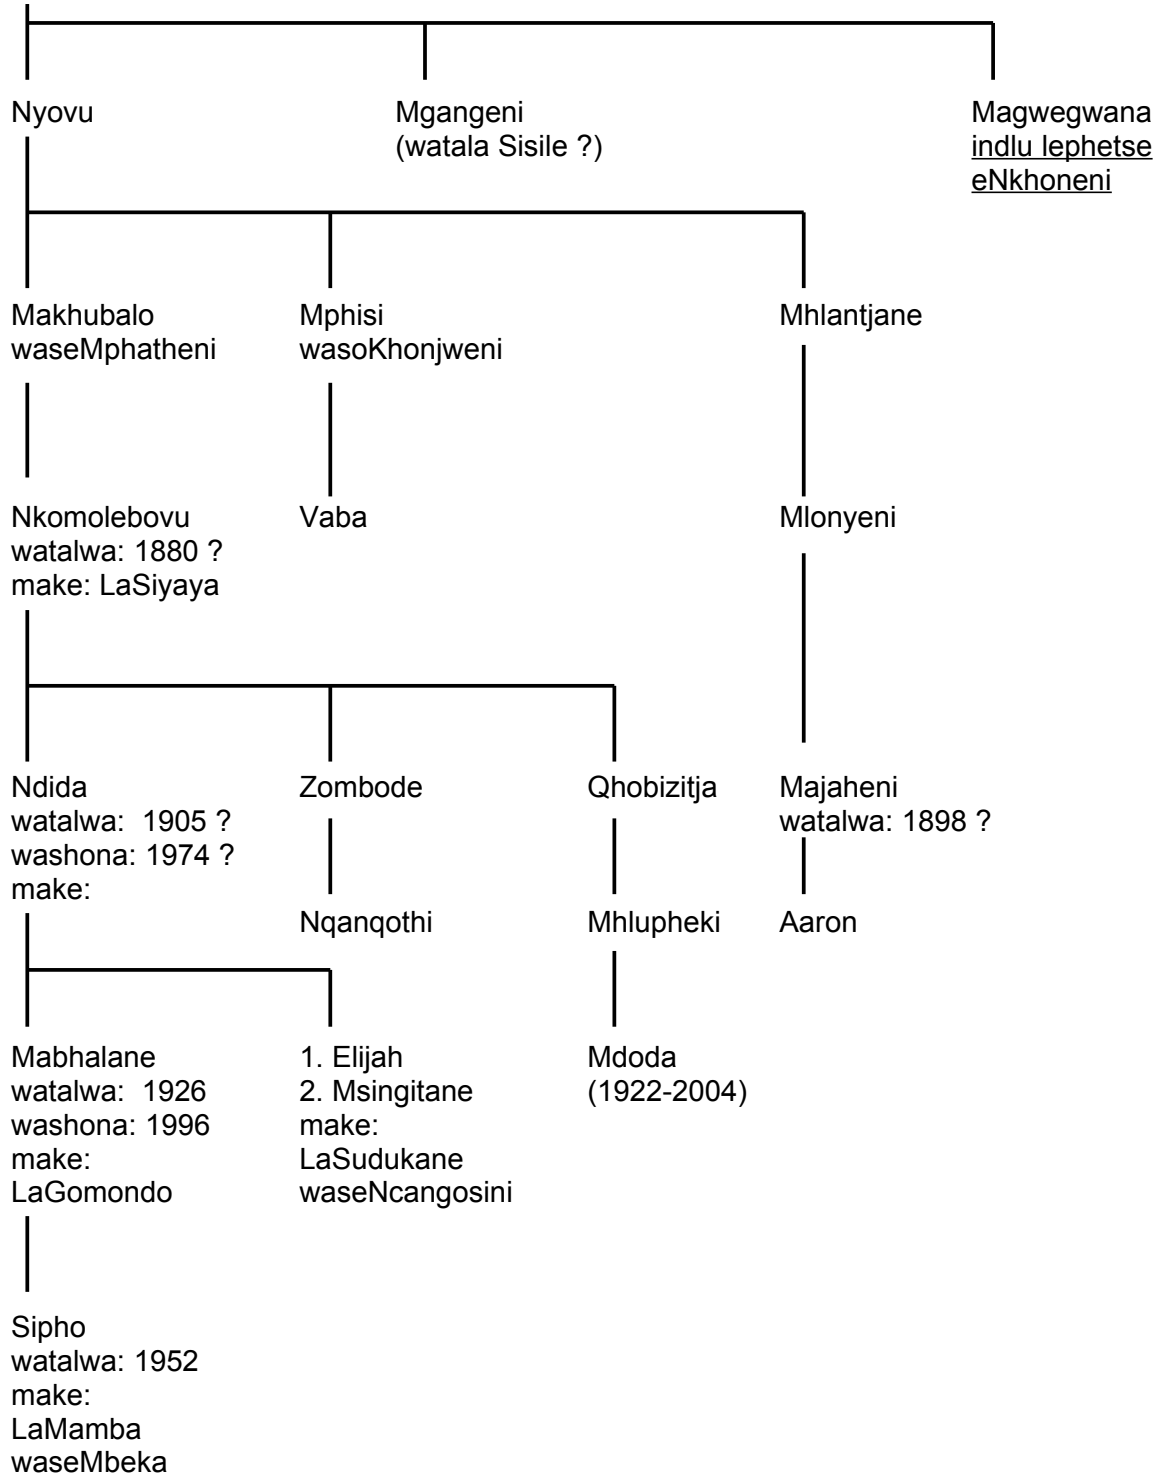 Nyovu
Mgangeni
(watala Sisile ?)
Magwegwana
indlu lephetse
eNkhoneni
Makhubalo
waseMphatheni
Mphisi
wasoKhonjweni
Mhlantjane
Nkomolebovu
watalwa: 1880 ?
make: LaSiyaya
Vaba
Mlonyeni
Ndida
watalwa:  1905 ?
washona: 1974 ?
make:
Zombode
Qhobizitja
Majaheni
watalwa: 1898 ?
Nqanqothi
Mhlupheki
Aaron
Mabhalane
watalwa:  1926
washona: 1996
make:
LaGomondo
1. Elijah
2. Msingitane
make:
LaSudukane
waseNcangosini
Mdoda
(1922-2004)
Sipho
watalwa: 1952
make:
LaMamba
waseMbeka